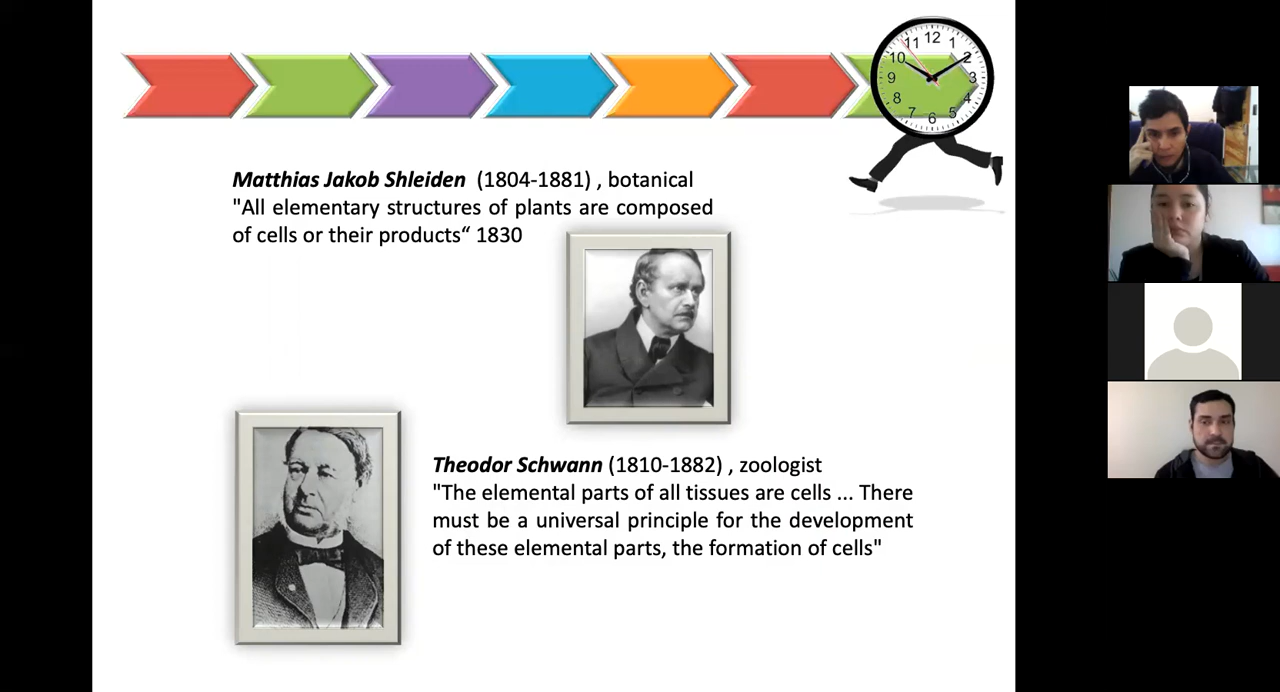 11 12 1
10 2
9 3
8 4
7 6 5
Matthias Jakob Shleiden (1804-1881) , botanical
"All elementary structures of plants are composed
of cells or their products“ 1830
Theodor Schwann (1810-1882) , zoologist
"The elemental parts of all tissues are cells ... There
must be a universal principle for the development
of these elemental parts, the formation of cells"